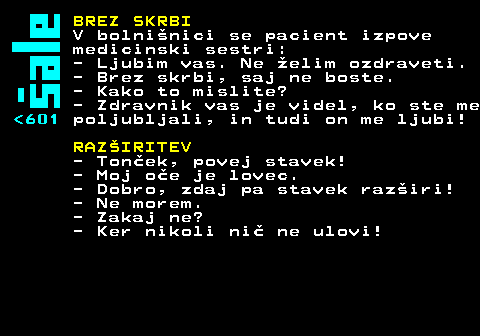 šale
<601
BREZ SKRBI
V bolnišnici se pacient izpove
medicinski sestri:
- Ljubim vas. Ne želim ozdraveti.
- Brez skrbi, saj ne boste.
- Kako to mislite?
- Zdravnik vas je videl, ko ste me
poljubljali, in tudi on me ljubi!
RAZŠIRITEV
- Tonček, povej stavek!
- Moj oče je lovec.
- Dobro, zdaj pa stavek razširi!
- Ne morem.
- Zakaj ne?
- Ker nikoli nič ne ulovi!